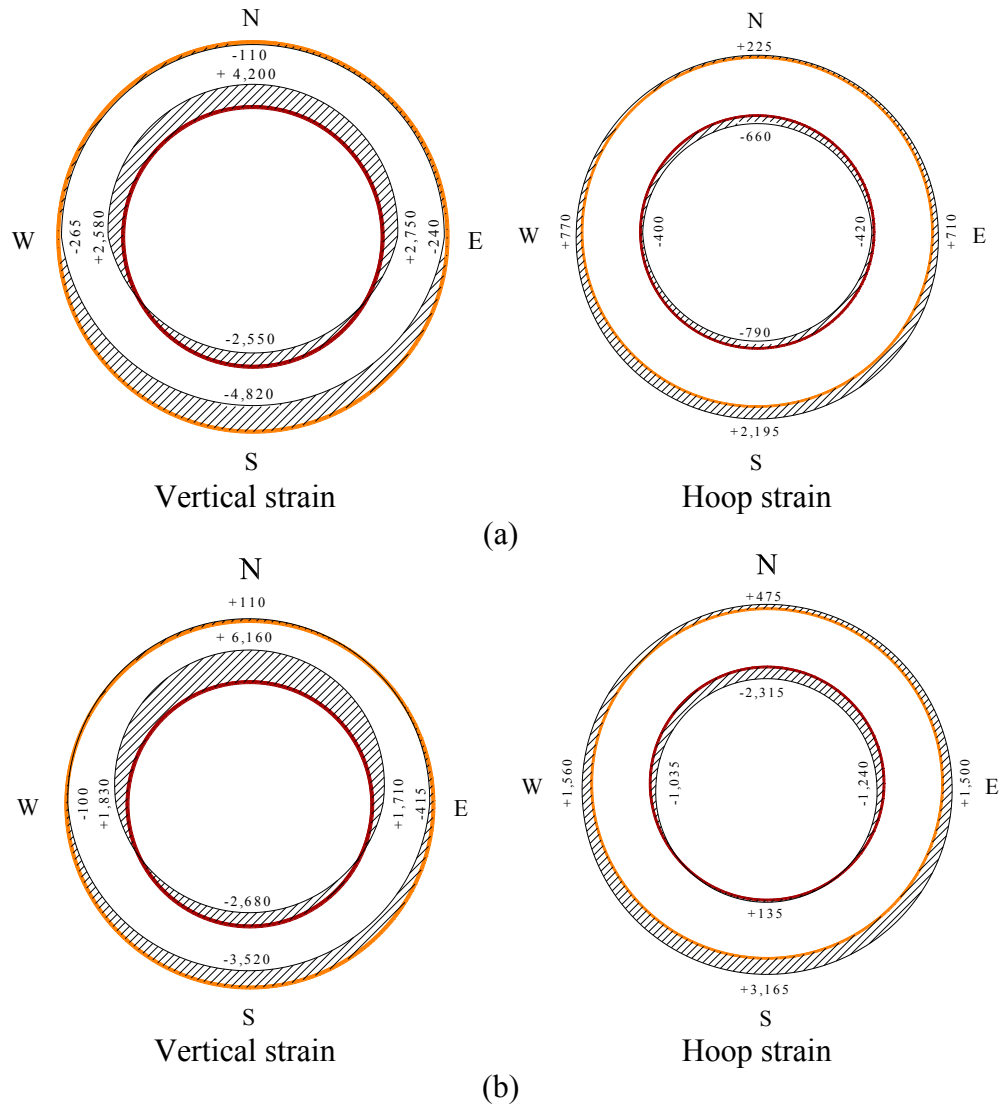 N
-110
+ 4,200
W
-265
+2,580
+2,750
-240
E
-2,550
-4,820
S
Vertical strain
N
+225
-660
W
+770
-400
-420
+710
E
-790
+2,195
S
Hoop strain
(a)
N
+110
+ 6,160
W
-100
+1,830
+1,710
-415
E
-2,680
-3,520
S
Vertical strain
N
+475
-2,315
W
+1,560
-1,035
-1,240
+1,500
E
+135
+3,165
S
Hoop strain
(b)